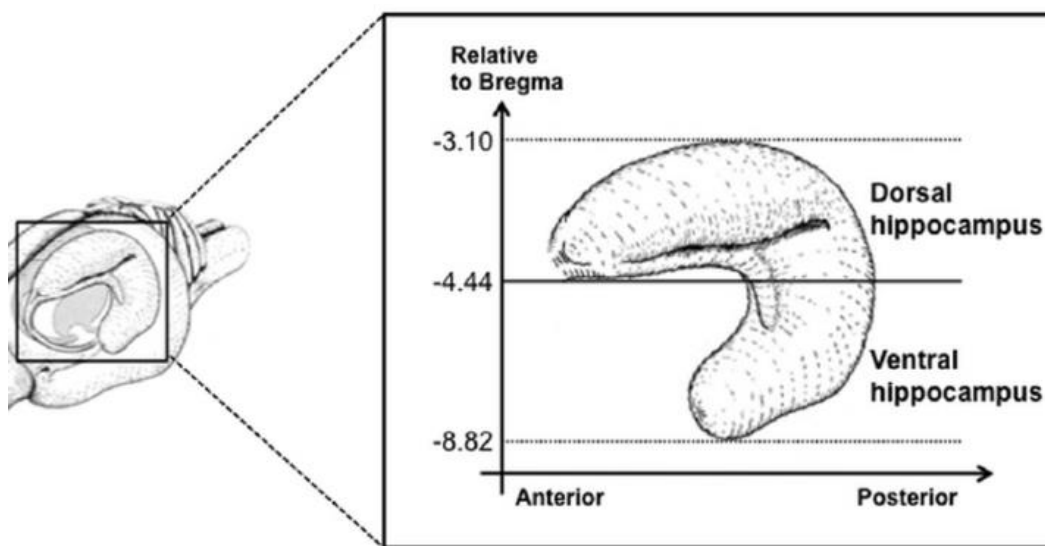 Relative
to Bregma
-3.10
Dorsal
hippocampus
-4.44
Ventral
hippocampus
-8.82
Anterior
Posterior